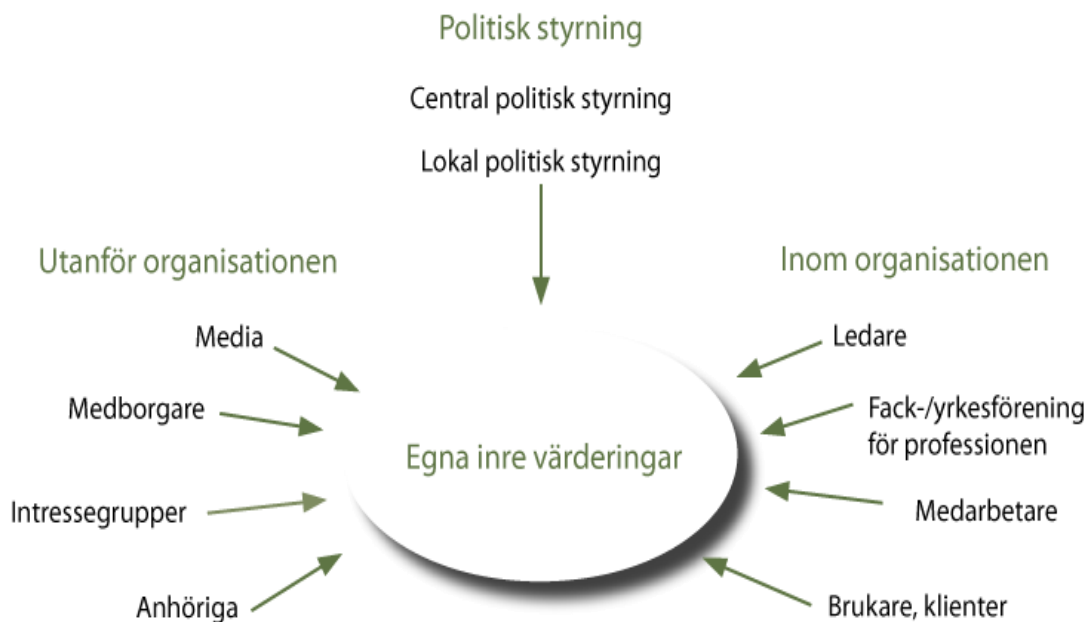 Politisk styrning
Central politisk styrning
Lokal politisk styrning
Utanför organisationen
Media
Medborgare
Intressegrupper
Anhöriga
Egna inre värderingar
Inom organisationen
Ledare
Fack-/yrkesförening
för professionen
Medarbetare
Brukare, klienter